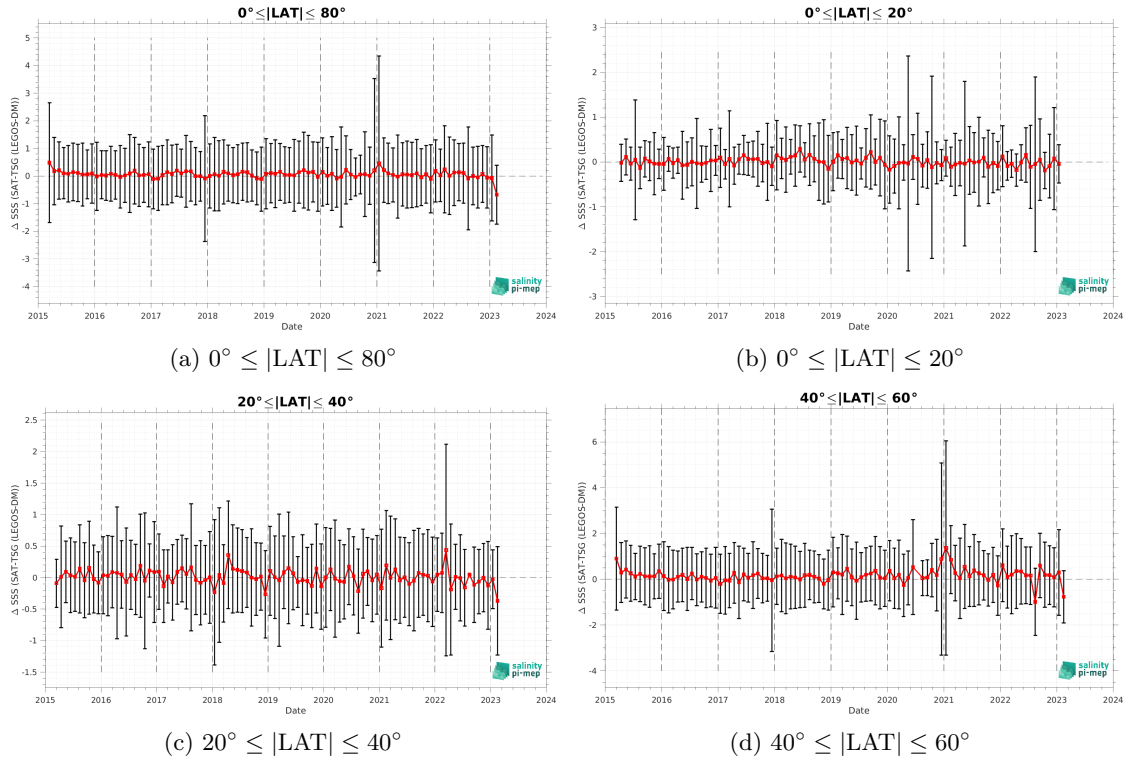 0°≤|LAT|≤ 80°
Δ SSS (SAT-TSG (LEGOS-DM))
5
4
3
2
1
0
-1
-2
-3
-4
2015 2016 2017 2018 2019 2020 2021 2022 2023 2024
Date
salinity
pi-mep
(a) 0° ≤ |LAT| ≤ 80°
0°≤|LAT|≤ 20°
Δ SSS (SAT-TSG (LEGOS-DM))
3
2
1
0
-1
-2
-3
2015 2016 2017 2018 2019 2020 2021 2022 2023 2024
Date
salinity
pi-mep
(b) 0° ≤ |LAT| ≤ 20°
20°≤|LAT|≤ 40°
Δ SSS (SAT-TSG (LEGOS-DM))
2.5
2
1.5
1
0.5
0
-0.5
-1
-1.5
2015 2016 2017 2018 2019 2020 2021 2022 2023 2024
Date
salinity
pi-mep
(c) 20° ≤ |LAT| ≤ 40°
40°≤|LAT|≤ 60°
Δ SSS (SAT-TSG (LEGOS-DM))
6
4
2
0
-2
-4
2015 2016 2017 2018 2019 2020 2021 2022 2023 2024
Date
salinity
pi-mep
(d) 40° ≤ |LAT| ≤ 60°